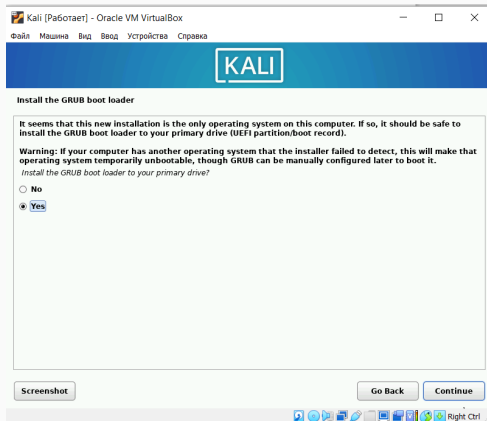 Kali [Работает] - Oracle VM VirtualBox
Файл Машина Вид Ввод Устройства Справка
KALI
Install the GRUB boot loader
It seems that this new installation is the only operating system on this computer. If so, it should be safe to
install the GRUB boot loader to your primary drive (UEFI partition/boot record).
Warning: If your computer has another operating system that the installer failed to detect, this will make that
operating system temporarily unbootable, though GRUB can be manually configured later to boot it.
Install the GRUB boot loader to your primary drive?
No
Yes
Screenshot Go Back Continue
Right Ctrl